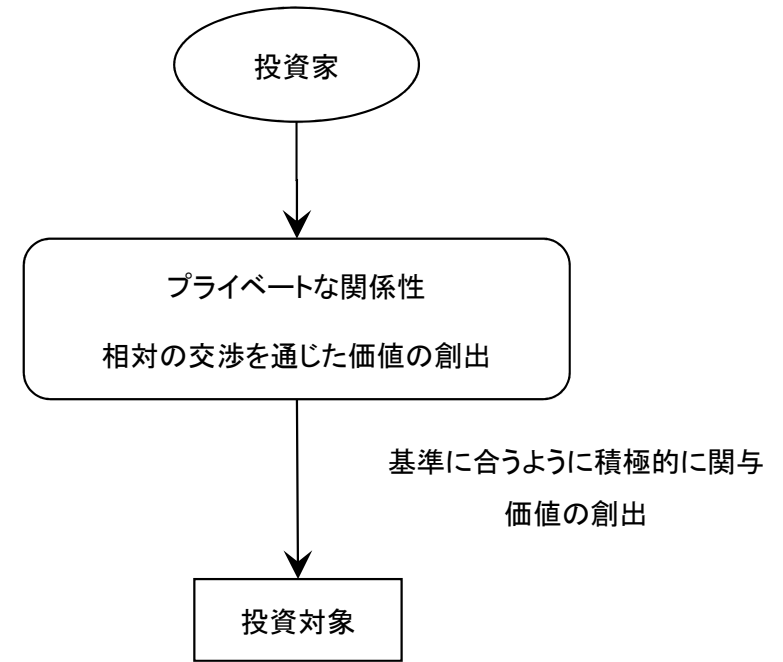 投資家
プライベートな関係性
相対の交渉を通じた価値の創出
基準に合うように積極的に関与
価値の創出
投資対象